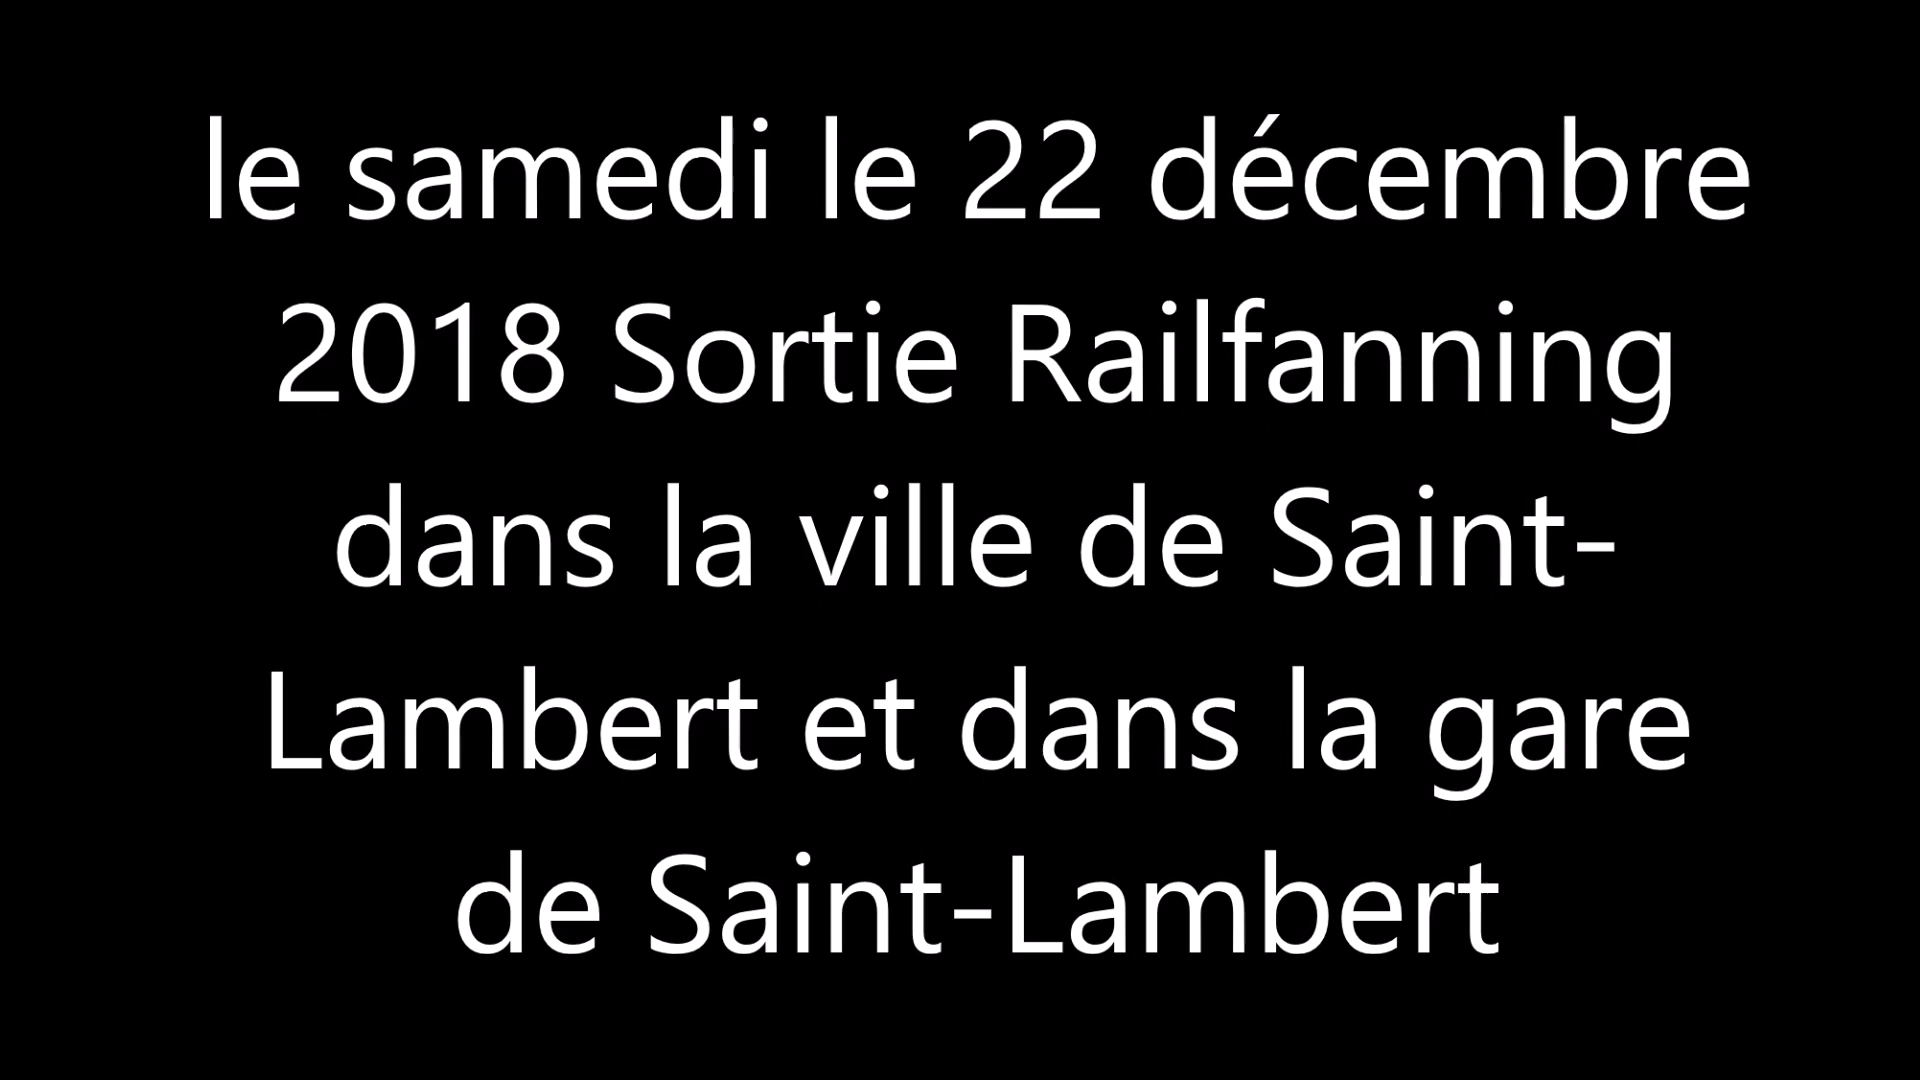 le samedi le 22 décembre
2018 Sortie Railfanning
dans la ville de Saint-
Lambert et dans la gare
de Saint-Lambert